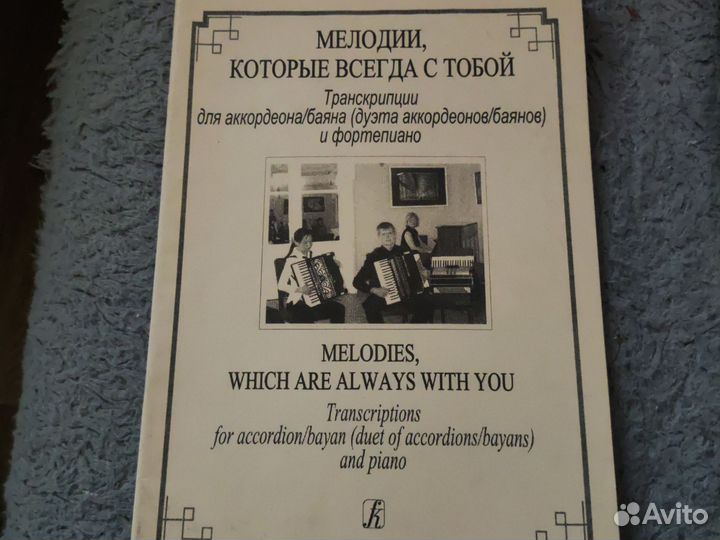 МЕЛОДИИ,
КОТОРЫЕ ВСЕГДА С ТОБОЙ
Транскрипции
для аккордеона/баяна (дуэта аккордеонов/баянов)
и фортепиано
MELODIES,
WHICH ARE ALWAYS WITH YOU
Transcriptions
for accordion/bayan (duet of accordions/bayans)
and piano
Avito